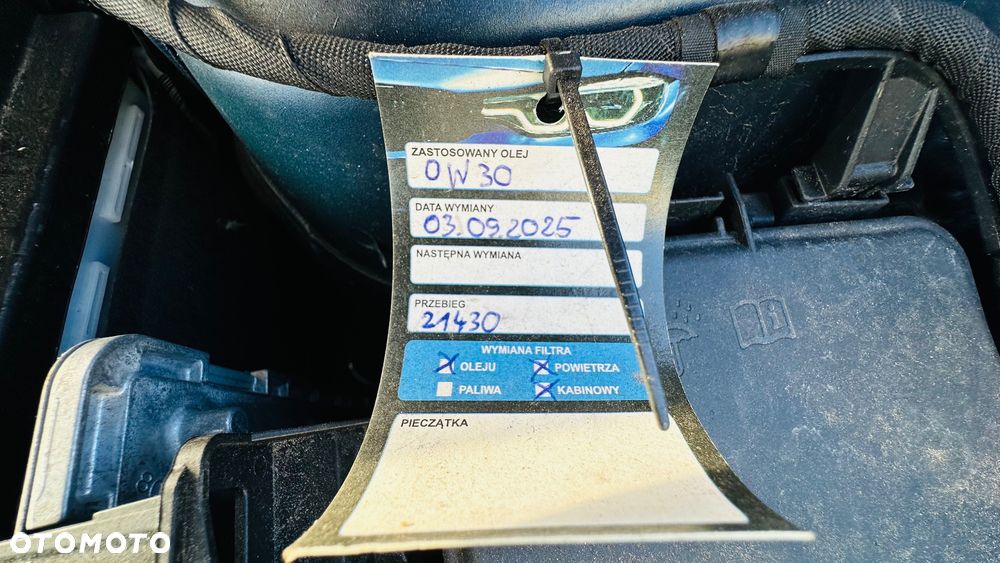 ZASTOSOWANY OLEJ
0W30
DATA WYMIANY
03.09.2025
NASTĘPNA WYMIANA
PRZEBIEG
21430
WYMIANA FILTRA
OLEJU POWIETRZA
PALIWA KABINOWY
PIECZĄTKA
OTOMOTO